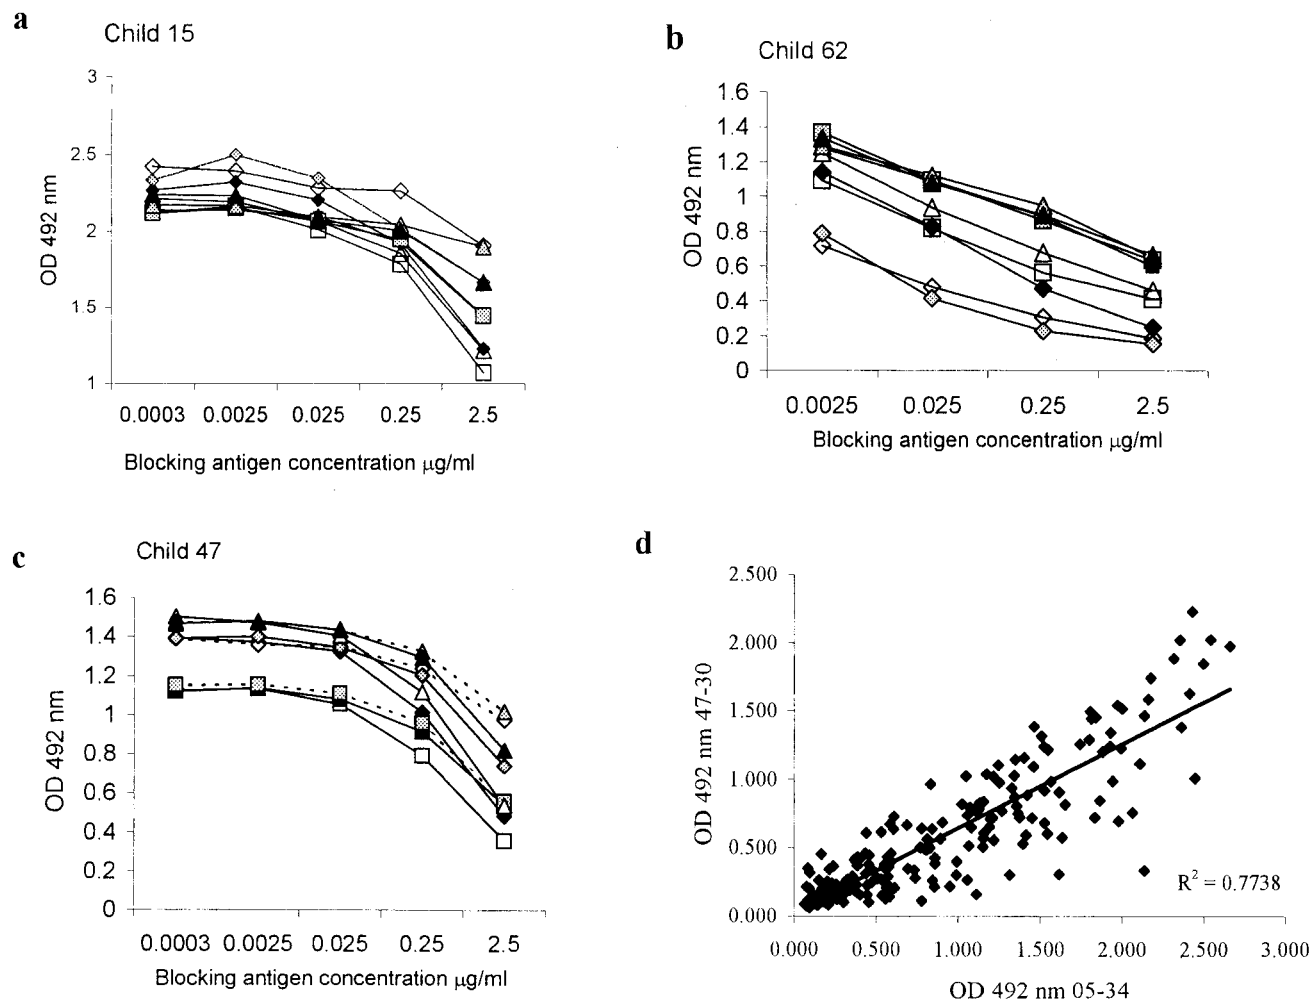 a
Child 15
3
2.5
2
1.5
1
OD 492 nm
0.0003 0.0025 0.025 0.25 2.5
Blocking antigen concentration μg/ml
b
Child 62
1.6
1.4
1.2
1
0.8
0.6
0.4
0.2
0
OD 492 nm
0.0025 0.025 0.25 2.5
Blocking antigen concentration μg/ml
c
Child 47
1.6
1.4
1.2
1
0.8
0.6
0.4
0.2
0
OD 492 nm
0.0003 0.0025 0.025 0.25 2.5
Blocking antigen concentration μg/ml
d
2.500
2.000
1.500
1.000
0.500
0.000
OD 492 nm 47-30
R² = 0.7738
0.000 0.500 1.000 1.500 2.000 2.500 3.000
OD 492 nm 05-34